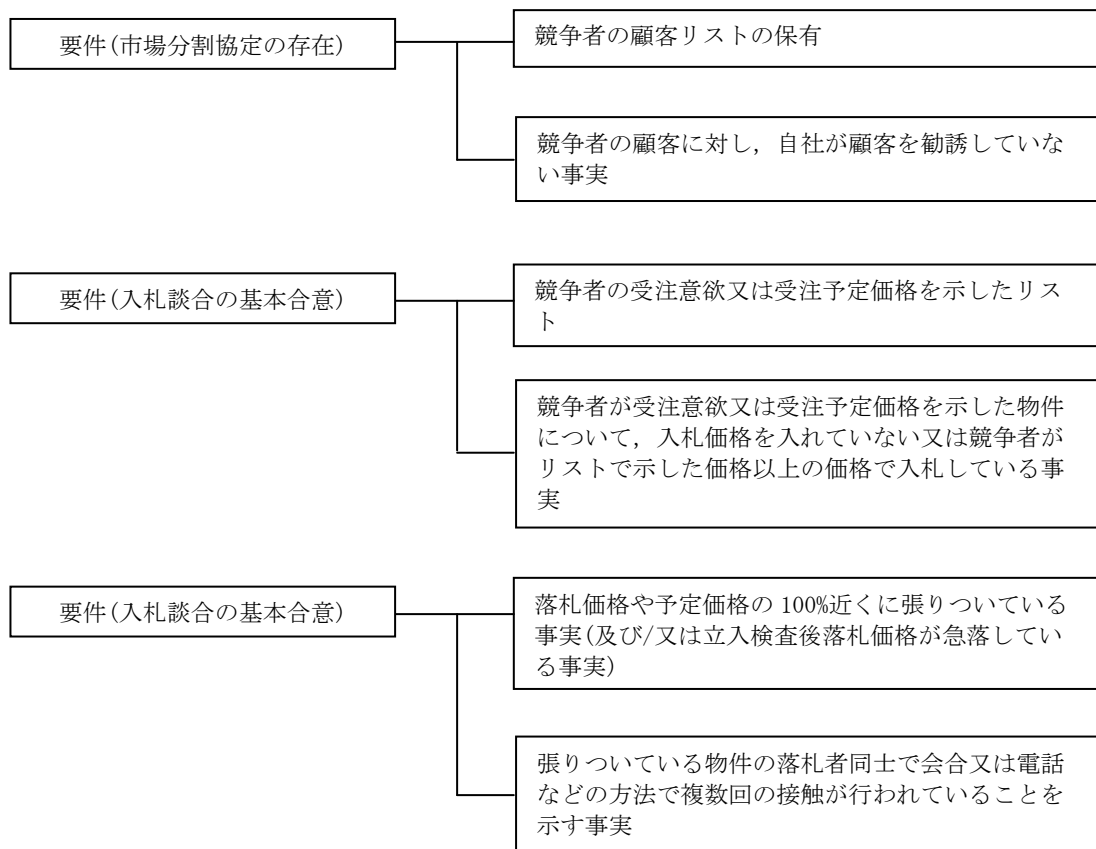 要件(市場分割協定の存在)
競争者の顧客リストの保有
競争者の顧客に対し，自社が顧客を勧誘していな
い事実
要件(入札談合の基本合意)
競争者の受注意欲又は受注予定価格を示したリス
ト
競争者が受注意欲又は受注予定価格を示した物件
について，入札価格を入れていない又は競争者が
リストで示した価格以上の価格で入札している事
実
要件(入札談合の基本合意)
落札価格や予定価格の 100%近くに張りついている
事実(及び/又は立入検査後落札価格が急落してい
る事実)
張りついている物件の落札者同士で会合又は電話
などの方法で複数回の接触が行われていることを
示す事実